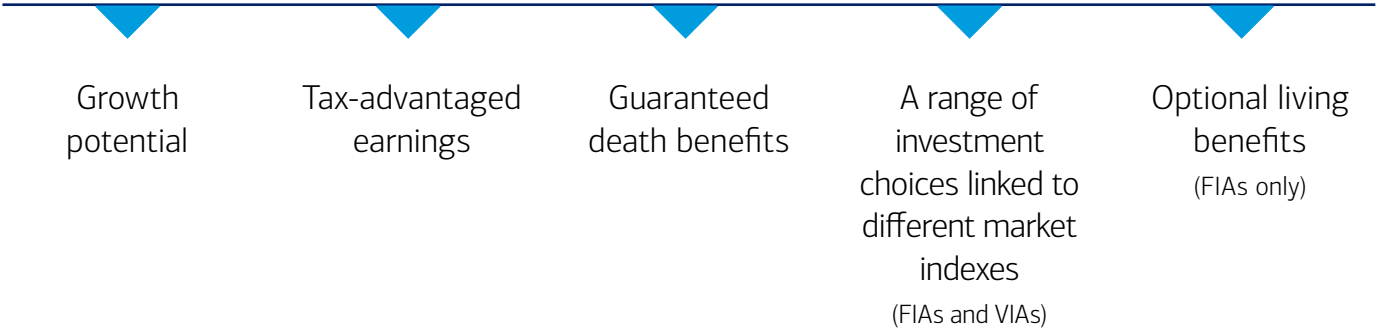 Growth
potential
Tax-advantaged
earnings
Guaranteed
death benefits
A range of
investment
choices linked to
different market
indexes
(FIAs and VIAs)
Optional living
benefits
(FIAs only)